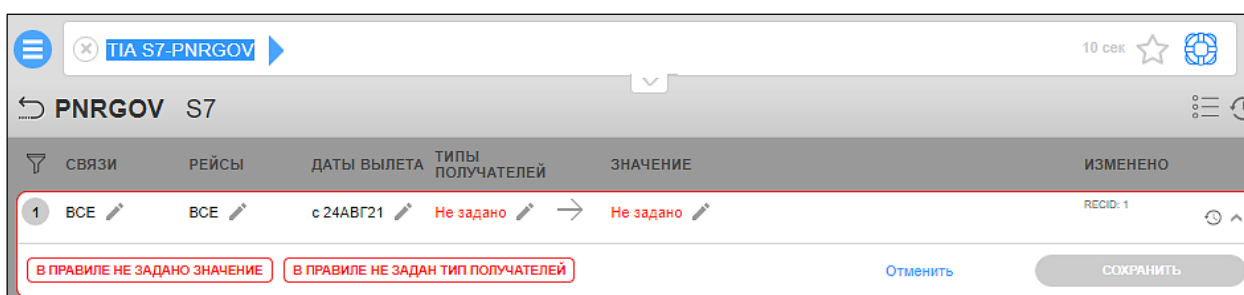 TIA S7-PNRGOV 10 сек
PNRGOV S7
СВЯЗИ РЕЙСЫ ДАТЫ ВЫЛЕТА ТИПЫ ПОЛУЧАТЕЛЕЙ ЗНАЧЕНИЕ ИЗМЕНЕНО
1 ВСЕ ВСЕ с 24АВГ21 Не задано Не задано RECID: 1
В ПРАВИЛЕ НЕ ЗАДАНО ЗНАЧЕНИЕ В ПРАВИЛЕ НЕ ЗАДАН ТИП ПОЛУЧАТЕЛЕЙ Отменить СОХРАНИТЬ